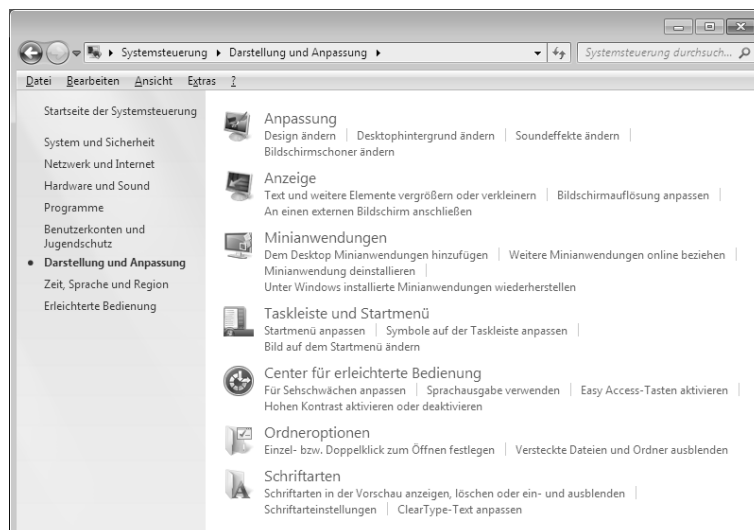 Systemsteuerung Darstellung und Anpassung Systemsteuerung durchsuch...
Datei Bearbeiten Ansicht Extras ?
Startseite der Systemsteuerung
System und Sicherheit
Netzwerk und Internet
Hardware und Sound
Programme
Benutzerkonten und
Jugendschutz
Darstellung und Anpassung
Zeit, Sprache und Region
Erleichterte Bedienung
Anpassung
Design ändern Desktophintergrund ändern Soundeffekte ändern
Bildschirmschoner ändern
Anzeige
Text und weitere Elemente vergrößern oder verkleinern Bildschirmauflösung anpassen
An einen externen Bildschirm anschließen
Minianwendungen
Dem Desktop Minianwendungen hinzufügen Weitere Minianwendungen online beziehen
Minianwendung deinstallieren
Unter Windows installierte Minianwendungen wiederherstellen
Taskleiste und Startmenü
Startmenü anpassen Symbole auf der Taskleiste anpassen
Bild auf dem Startmenü ändern
Center für erleichterte Bedienung
Für Sehschwächen anpassen Sprachausgabe verwenden Easy Access-Tasten aktivieren
Hohen Kontrast aktivieren oder deaktivieren
Ordneroptionen
Einzel- bzw. Doppelklick zum Öffnen festlegen Versteckte Dateien und Ordner ausblenden
Schriftarten
Schriftarten in der Vorschau anzeigen, löschen oder ein- und ausblenden
Schriftarteinstellungen ClearType-Text anpassen